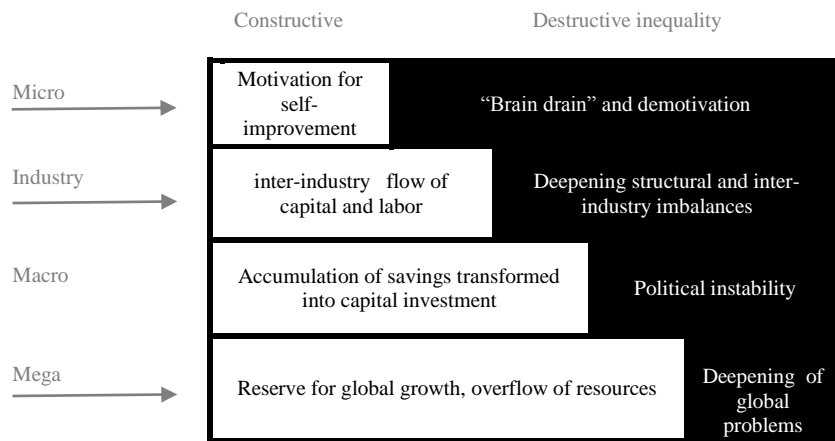 Constructive
Destructive inequality
Micro
Motivation for
self-
improvement
“Brain drain” and demotivation
Industry
inter-industry flow of
capital and labor
Deepening structural and inter-
industry imbalances
Macro
Accumulation of savings transformed
into capital investment
Political instability
Mega
Reserve for global growth, overflow of resources
Deepening of
global
problems